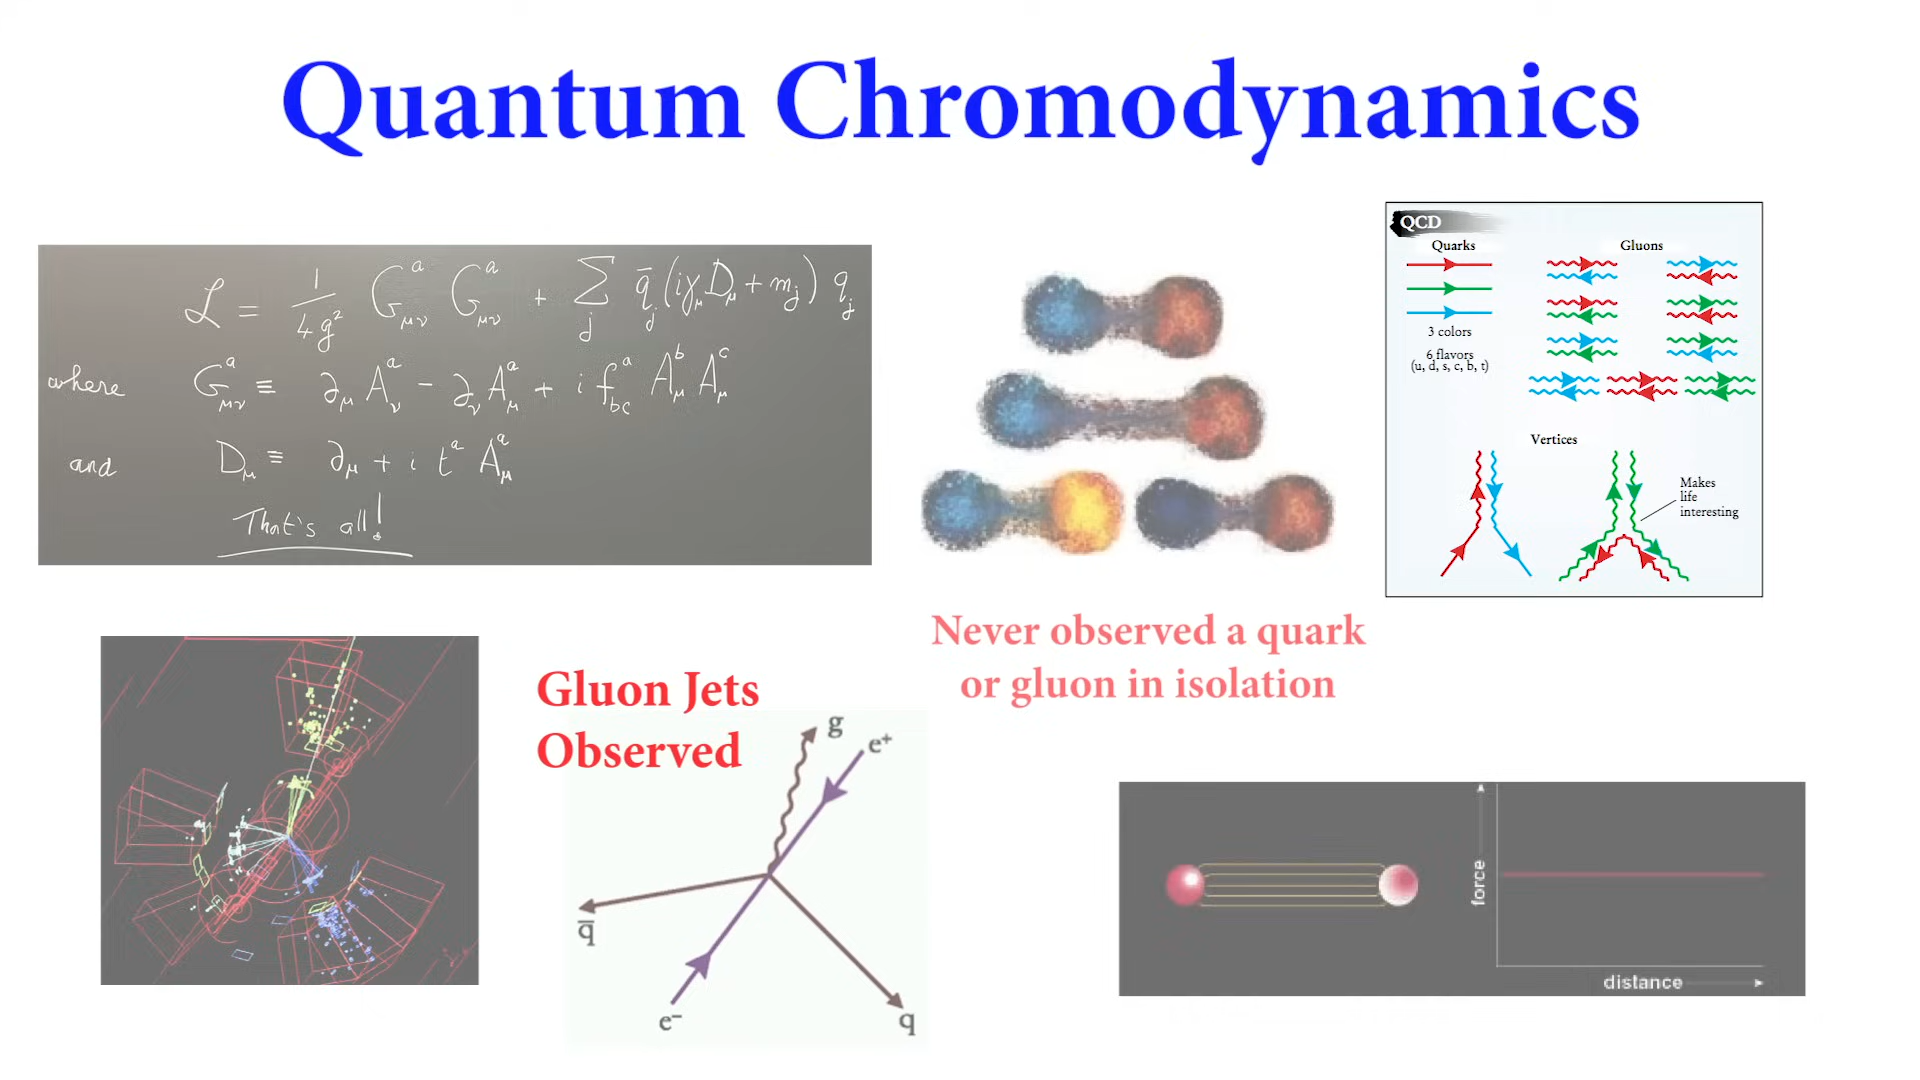 Quantum Chromodynamics
ℒ = 1/4g² G^a_μν G^a_μν + Σ_j q̄_j (iγ_μ D_μ + m_j) q_j
where G^a_μν ≡ ∂_μ A^a_ν − ∂_ν A^a_μ + i f^a_bc A^b_μ A^c_μ
and D_μ ≡ ∂_μ + i t^a A^a_μ
That's all!
QCD
Quarks
Gluons
3 colors
6 flavors
(u, d, s, c, b, t)
Vertices
Makes
life
interesting
Never observed a quark
or gluon in isolation
Gluon Jets
Observed
g
e⁺
q̄
e⁻
q
force
distance